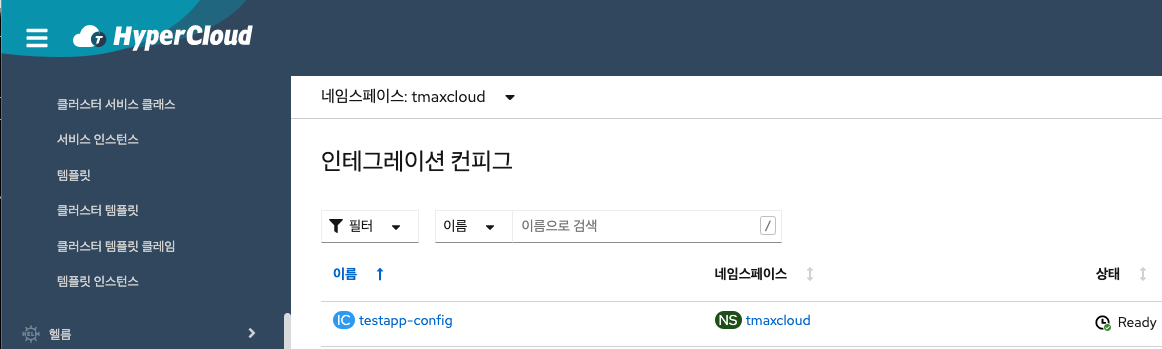 HyperCloud
클러스터 서비스 클래스
서비스 인스턴스
템플릿
클러스터 템플릿
클러스터 템플릿 클레임
템플릿 인스턴스
헬름
네임스페이스: tmaxcloud
인테그레이션 컨피그
필터 이름 이름으로 검색 /
이름 네임스페이스 상태
IC testapp-config NS tmaxcloud Ready